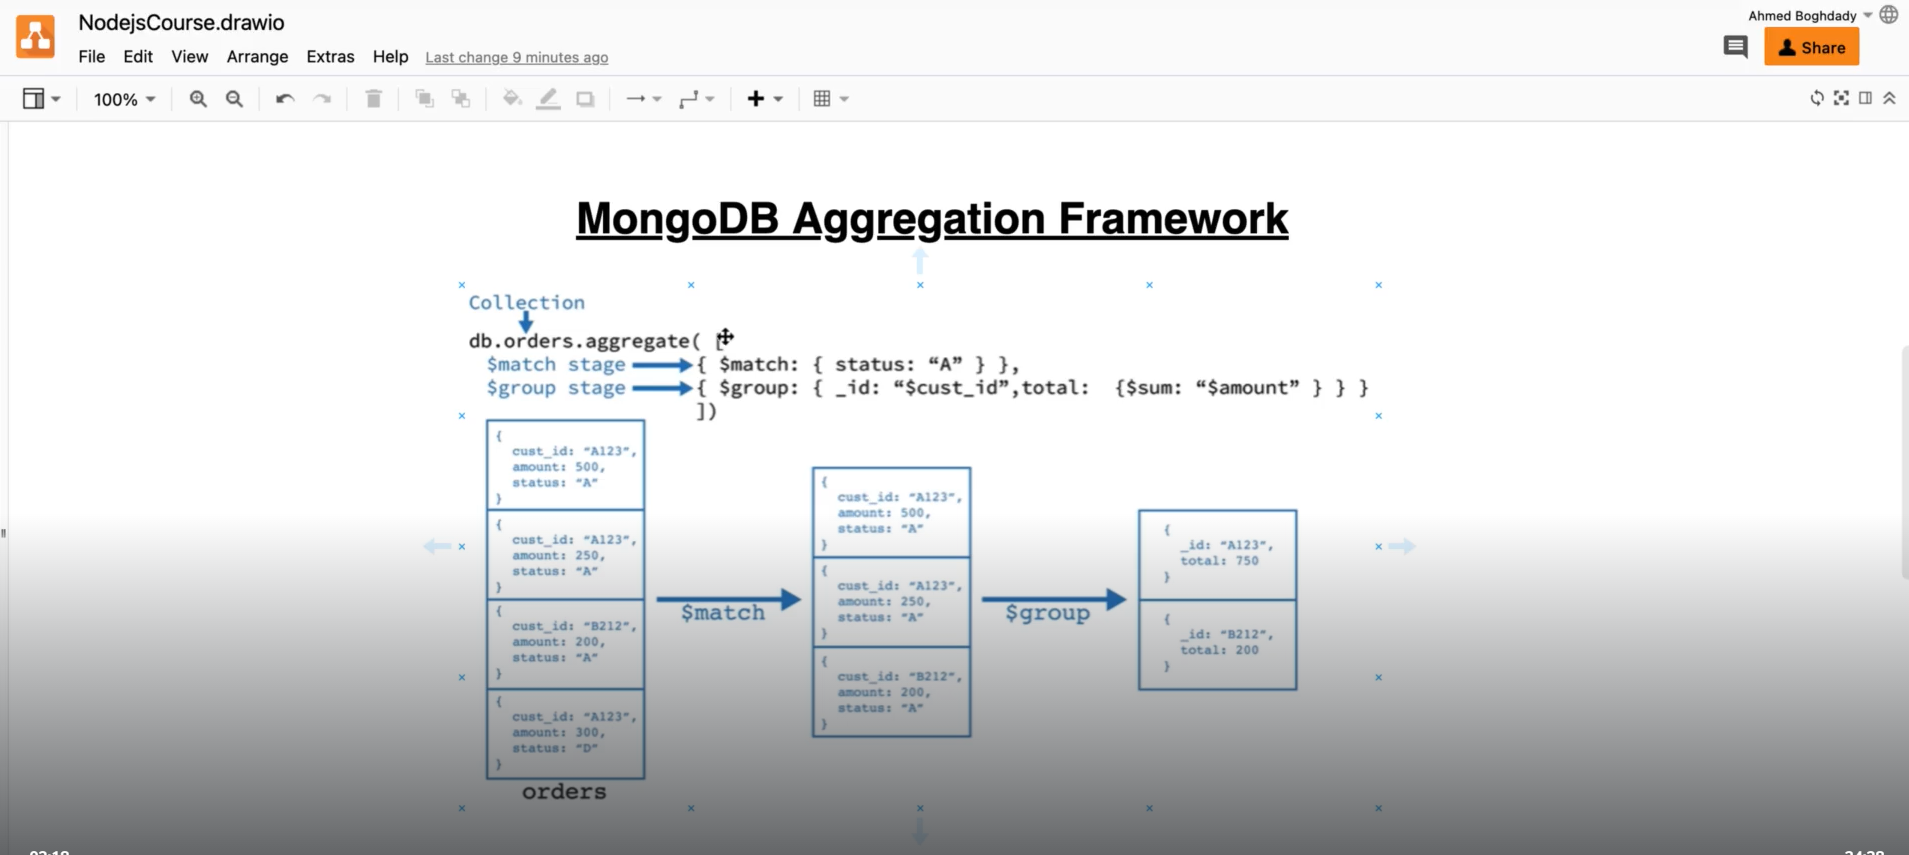 NodejsCourse.drawio
Ahmed Boghdady
File Edit View Arrange Extras Help Last change 9 minutes ago
Share
100%
MongoDB Aggregation Framework
Collection
db.orders.aggregate( [
$match stage { $match: { status: “A” } },
$group stage { $group: { _id: “$cust_id”,total: {$sum: “$amount” } } }
])
{
cust_id: “A123”,
amount: 500,
status: “A”
}
{
cust_id: “A123”,
amount: 250,
status: “A”
}
{
cust_id: “B212”,
amount: 200,
status: “A”
}
{
cust_id: “A123”,
amount: 300,
status: “D”
}
orders
$match
{
cust_id: “A123”,
amount: 500,
status: “A”
}
{
cust_id: “A123”,
amount: 250,
status: “A”
}
{
cust_id: “B212”,
amount: 200,
status: “A”
}
$group
{
_id: “A123”,
total: 750
}
{
_id: “B212”,
total: 200
}